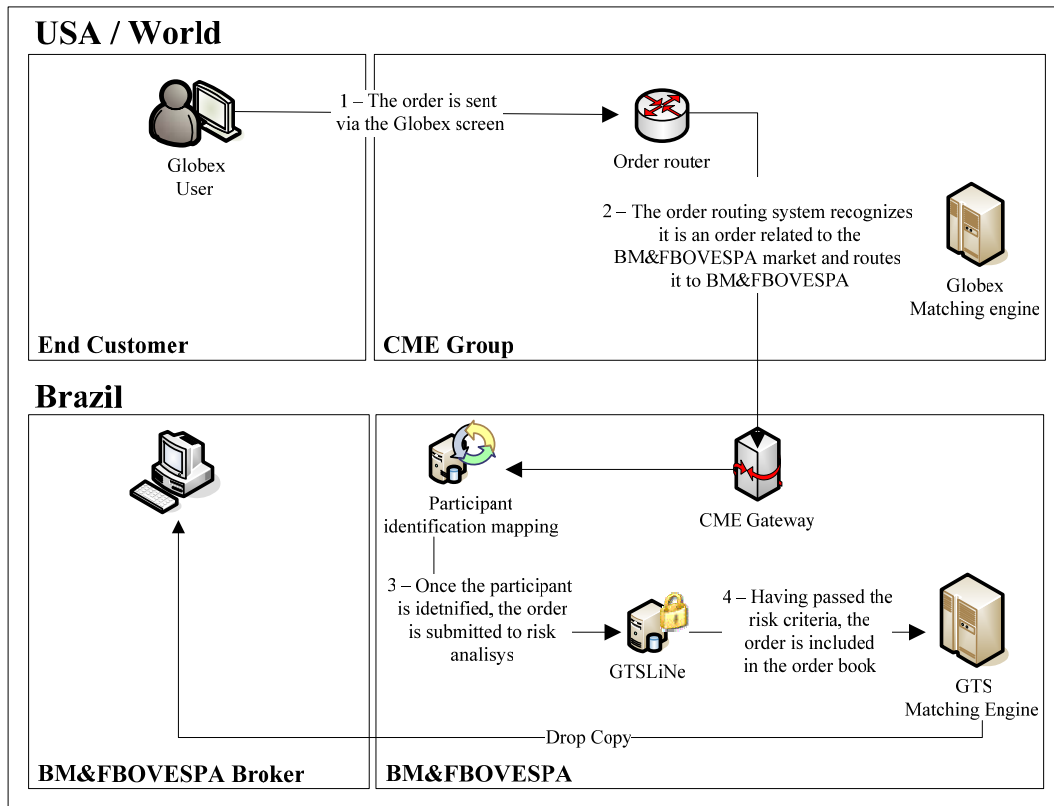 USA / World
1 – The order is sent
via the Globex screen
Globex
User
Order router
2 – The order routing system recognizes
it is an order related to the
BM&FBOVESPA market and routes
it to BM&FBOVESPA
Globex
Matching engine
End Customer
CME Group
Brazil
Participant
identification mapping
CME Gateway
3 – Once the participant
is idetnified, the order
is submitted to risk
analisys
GTSLiNe
4 – Having passed the
risk criteria, the
order is included
in the order book
GTS
Matching Engine
Drop Copy
BM&FBOVESPA Broker
BM&FBOVESPA